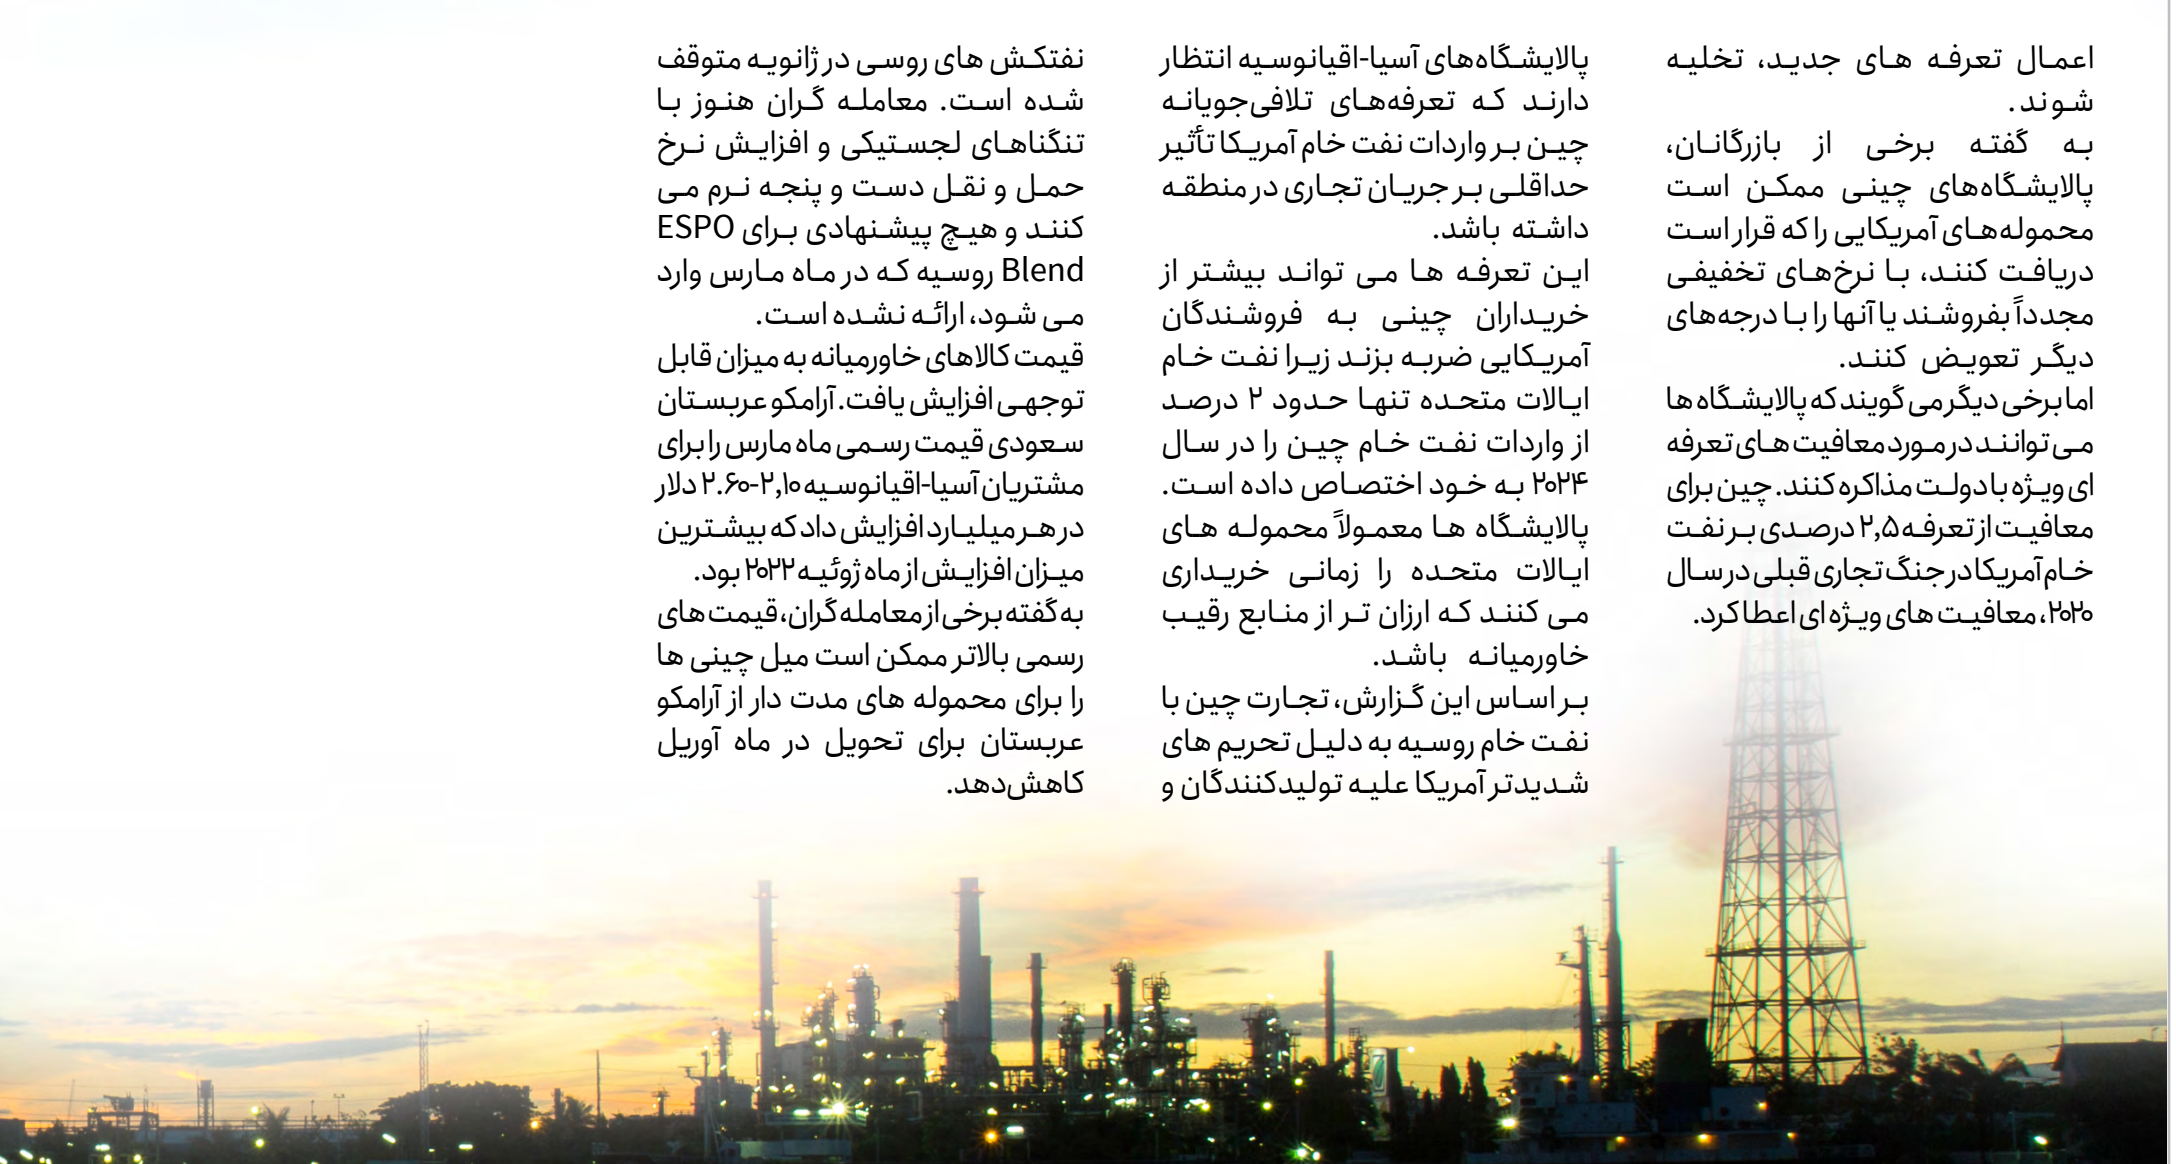 اعمال تعرفه های جدید، تخلیه
شوند.
به گفته برخی از بازرگانان،
پالایشگاه‌های چینی ممکن است
محموله‌های آمریکایی را که قرار است
دریافت کنند، با نرخ‌های تخفیفی
مجدداً بفروشند یا آنها را با درجه‌های
دیگر تعویض کنند.
اما برخی دیگر می گویند که پالایشگاه ها
می توانند در مورد معافیت های تعرفه
ای ویژه با دولت مذاکره کنند. چین برای
معافیت از تعرفه ۲,۵ درصدی بر نفت
خام آمریکا در جنگ تجاری قبلی در سال
۲۰۲۰، معافیت های ویژه ای اعطا کرد.
پالایشگاه‌های آسیا-اقیانوسیه انتظار
دارند که تعرفه‌های تلافی‌جویانه
چین بر واردات نفت خام آمریکا تأثیر
حداقلی بر جریان تجاری در منطقه
داشته باشد.
این تعرفه ها می تواند بیشتر از
خریداران چینی به فروشندگان
آمریکایی ضربه بزند زیرا نفت خام
ایالات متحده تنها حدود ۲ درصد
از واردات نفت خام چین را در سال
۲۰۲۴ به خود اختصاص داده است.
پالایشگاه ها معمولاً محموله های
ایالات متحده را زمانی خریداری
می کنند که ارزان تر از منابع رقیب
خاورمیانه باشد.
بر اساس این گزارش، تجارت چین با
نفت خام روسیه به دلیل تحریم های
شدیدتر آمریکا علیه تولیدکنندگان و
نفتکش های روسی در ژانویه متوقف
شده است. معامله گران هنوز با
تنگناهای لجستیکی و افزایش نرخ
حمل و نقل دست و پنجه نرم می
کنند و هیچ پیشنهادی برای ESPO
Blend روسیه که در ماه مارس وارد
می شود، ارائه نشده است.
قیمت کالاهای خاورمیانه به میزان قابل
توجهی افزایش یافت. آرامکو عربستان
سعودی قیمت رسمی ماه مارس را برای
مشتریان آسیا-اقیانوسیه ۲,۱۰-۲.۶۰ دلار
در هر میلیارد افزایش داد که بیشترین
میزان افزایش از ماه ژوئیه ۲۰۲۲ بود.
به گفته برخی از معامله گران، قیمت های
رسمی بالاتر ممکن است میل چینی ها
را برای محموله های مدت دار از آرامکو
عربستان برای تحویل در ماه آوریل
کاهش‌دهد.